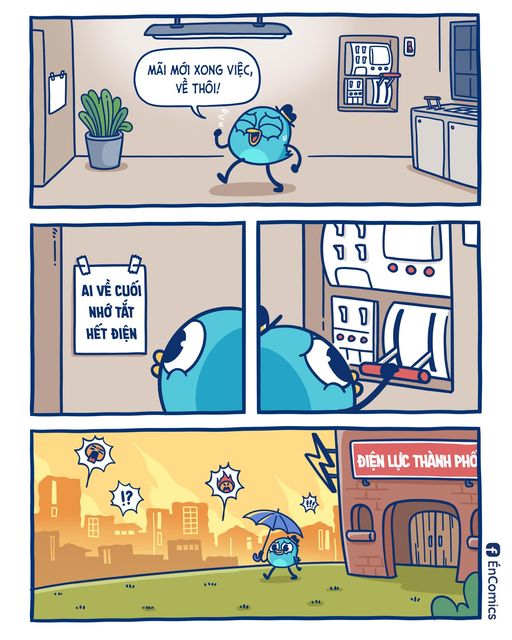 MÃI MỚI XONG VIỆC,
VỀ THÔI!
AI VỀ CUỐI
NHỚ TẮT
HẾT ĐIỆN
!?
!!!
ĐIỆN LỰC THÀNH PHỐ
ÉnComics